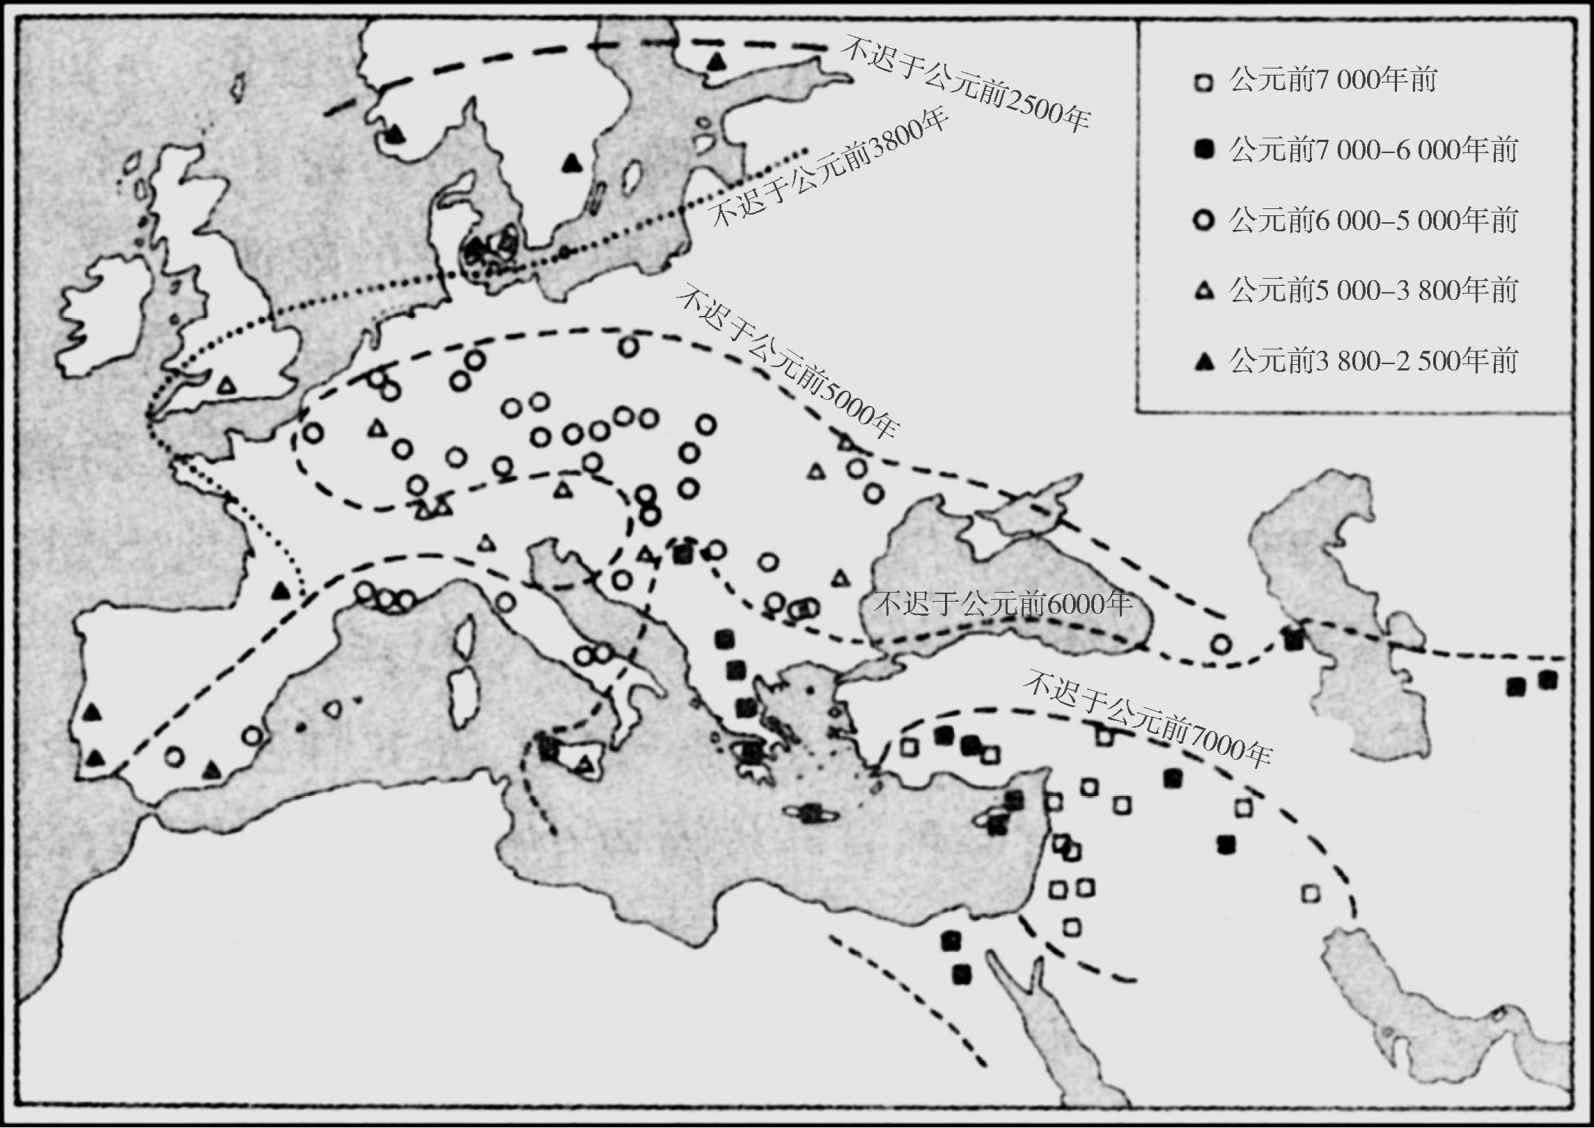 不迟于公元前2500年
不迟于公元前3800年
不迟于公元前5000年
不迟于公元前6000年
不迟于公元前7000年
公元前7 000年前
公元前7 000–6 000年前
公元前6 000–5 000年前
公元前5 000–3 800年前
公元前3 800–2 500年前